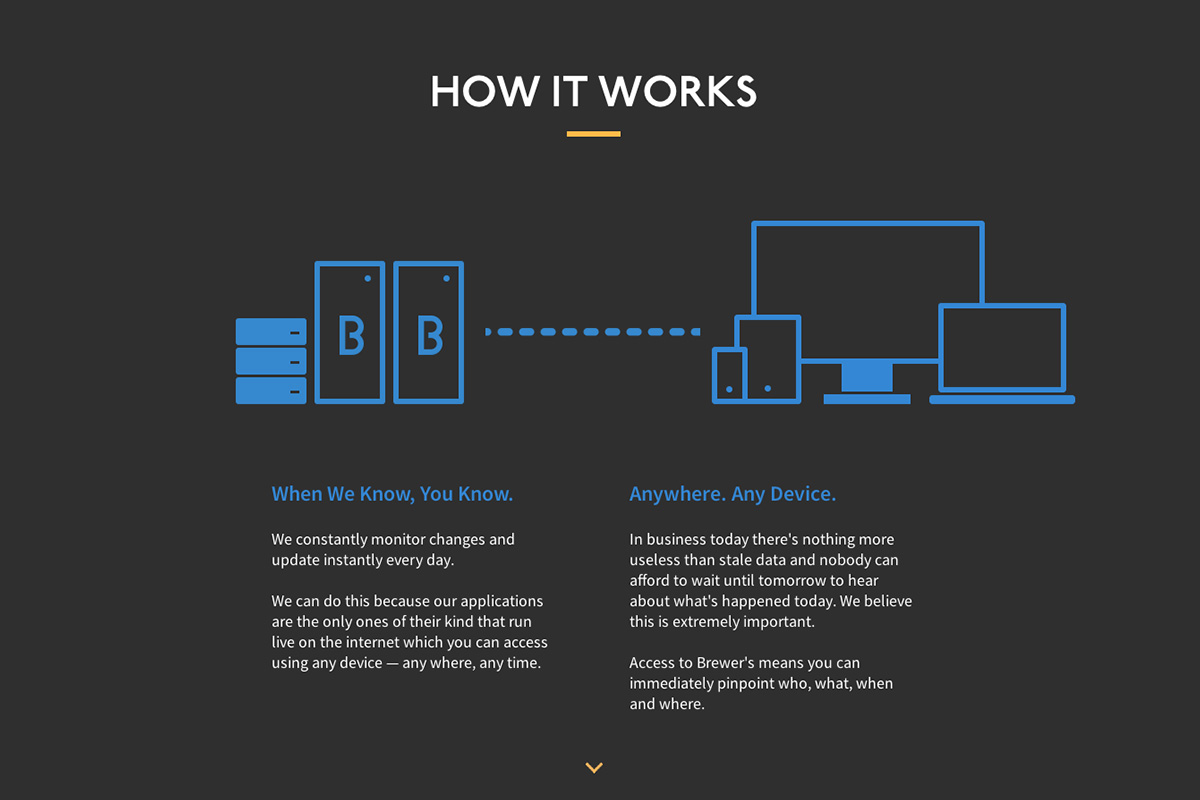 HOW IT WORKS
B B
When We Know, You Know.
We constantly monitor changes and
update instantly every day.
We can do this because our applications
are the only ones of their kind that run
live on the internet which you can access
using any device — any where, any time.
Anywhere. Any Device.
In business today there's nothing more
useless than stale data and nobody can
afford to wait until tomorrow to hear
about what's happened today. We believe
this is extremely important.
Access to Brewer's means you can
immediately pinpoint who, what, when
and where.